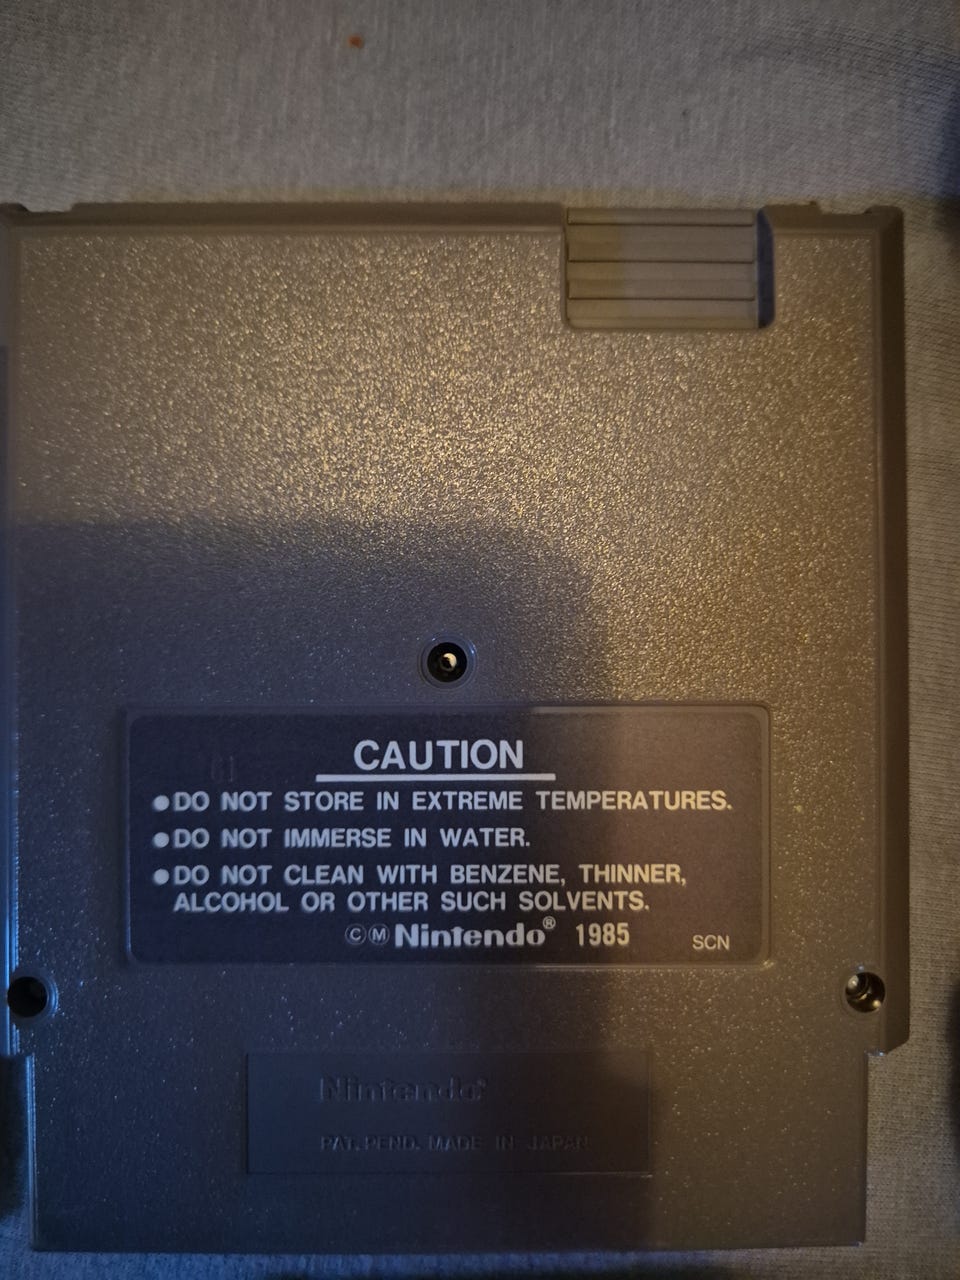 CAUTION
●DO NOT STORE IN EXTREME TEMPERATURES.
●DO NOT IMMERSE IN WATER.
●DO NOT CLEAN WITH BENZENE, THINNER,
ALCOHOL OR OTHER SUCH SOLVENTS.
ⒸⓂNintendo® 1985 SCN
Nintendo®
PAT. PEND. MADE IN JAPAN